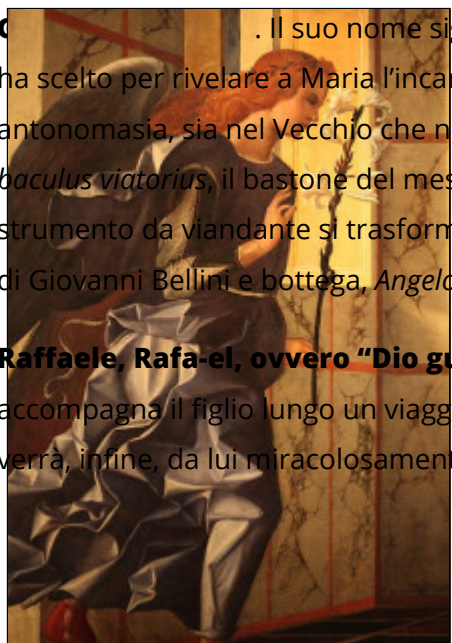 . Il suo nome sig
ha scelto per rivelare a Maria l’incar
antonomasia, sia nel Vecchio che n
baculus viatorius, il bastone del mes
strumento da viandante si trasform
di Giovanni Bellini e bottega, Angelo
Raffaele, Rafa-el, ovvero “Dio gu
accompagna il figlio lungo un viagg
verrà, infine, da lui miracolosament